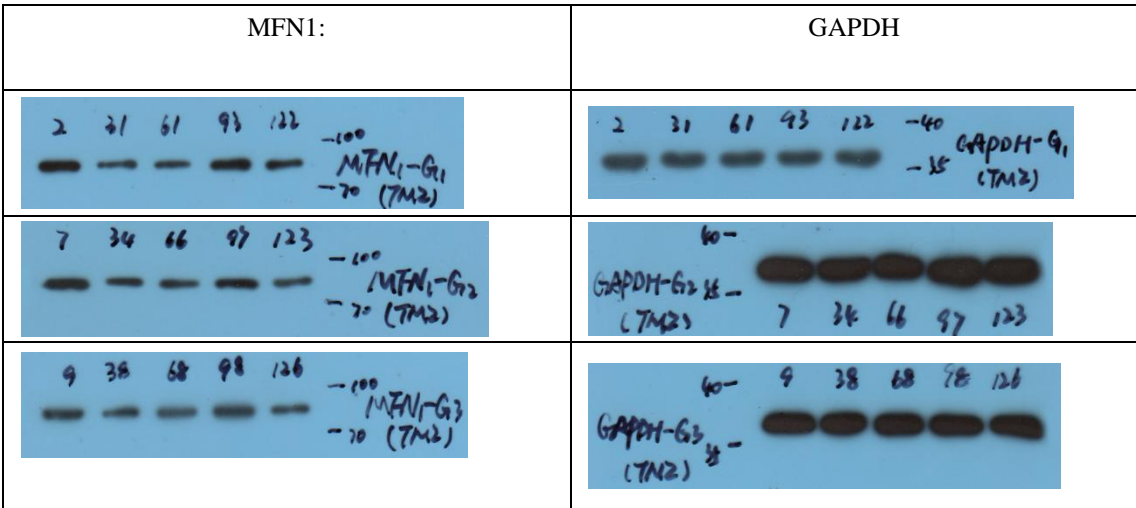 MFN1:
GAPDH
2 31 61 93 122
-100
MFN1-G1
-70 (TMZ)
2 31 61 93 122 -40
GAPDH-G1
-35
(TMZ)
7 34 66 97 123
-100
MFN1-G2
-70 (TMZ)
40-
GAPDH-G2 35-
(TMZ) 7 34 66 97 123
9 38 68 98 126
-100
MFN1-G3
-70 (TMZ)
40- 9 38 68 98 126
GAPDH-G3 35-
(TMZ)